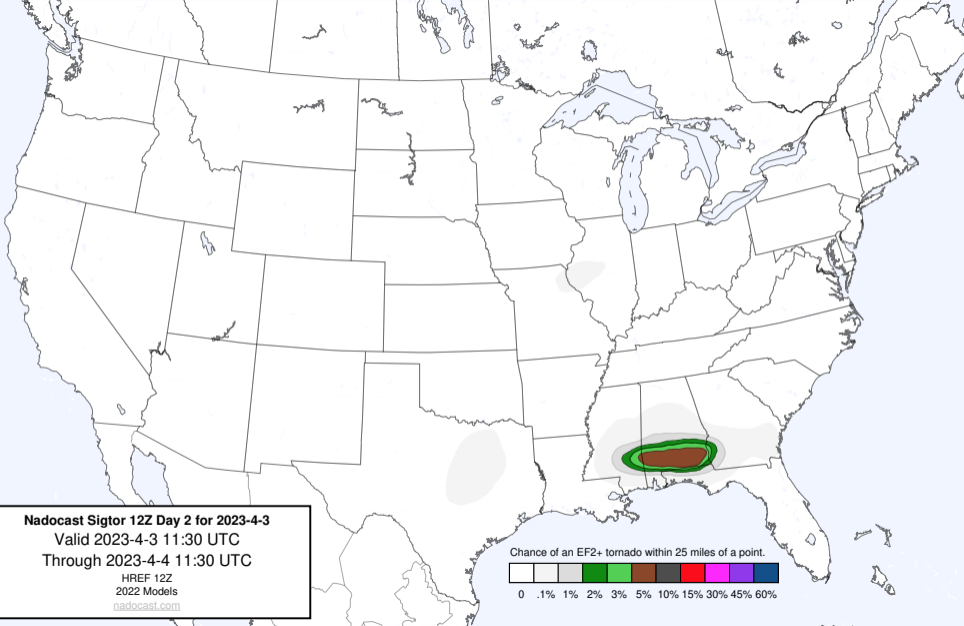 Nadocast Sigtor 12Z Day 2 for 2023-4-3
Valid 2023-4-3 11:30 UTC
Through 2023-4-4 11:30 UTC
HREF 12Z
2022 Models
nadocast.com
Chance of an EF2+ tornado within 25 miles of a point.
0 .1% 1% 2% 3% 5% 10% 15% 30% 45% 60%